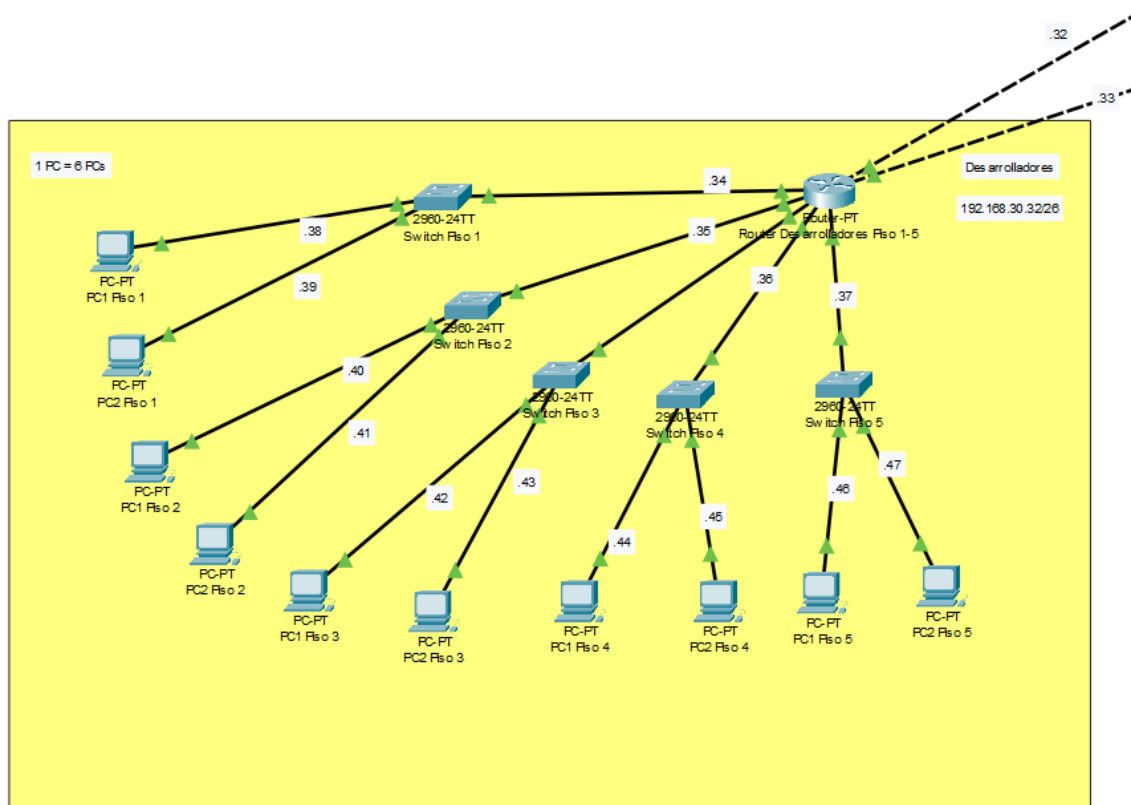 .32
.33
1 PC = 6 PCs
Desarrolladores
192.168.30.32/26
.34
Router-PT
Router Desarrolladores Piso 1-5
2960-24TT
Switch Piso 1
.38
.35
PC-PT
PC1 Piso 1
.39
.36
.37
2960-24TT
Switch Piso 2
PC-PT
PC2 Piso 1
.40
2960-24TT
Switch Piso 3
2960-24TT
Switch Piso 4
2960-24TT
Switch Piso 5
.41
PC-PT
PC1 Piso 2
.43
.42
.47
.46
.45
.44
PC-PT
PC2 Piso 2
PC-PT
PC1 Piso 3
PC-PT
PC2 Piso 3
PC-PT
PC1 Piso 4
PC-PT
PC2 Piso 4
PC-PT
PC1 Piso 5
PC-PT
PC2 Piso 5